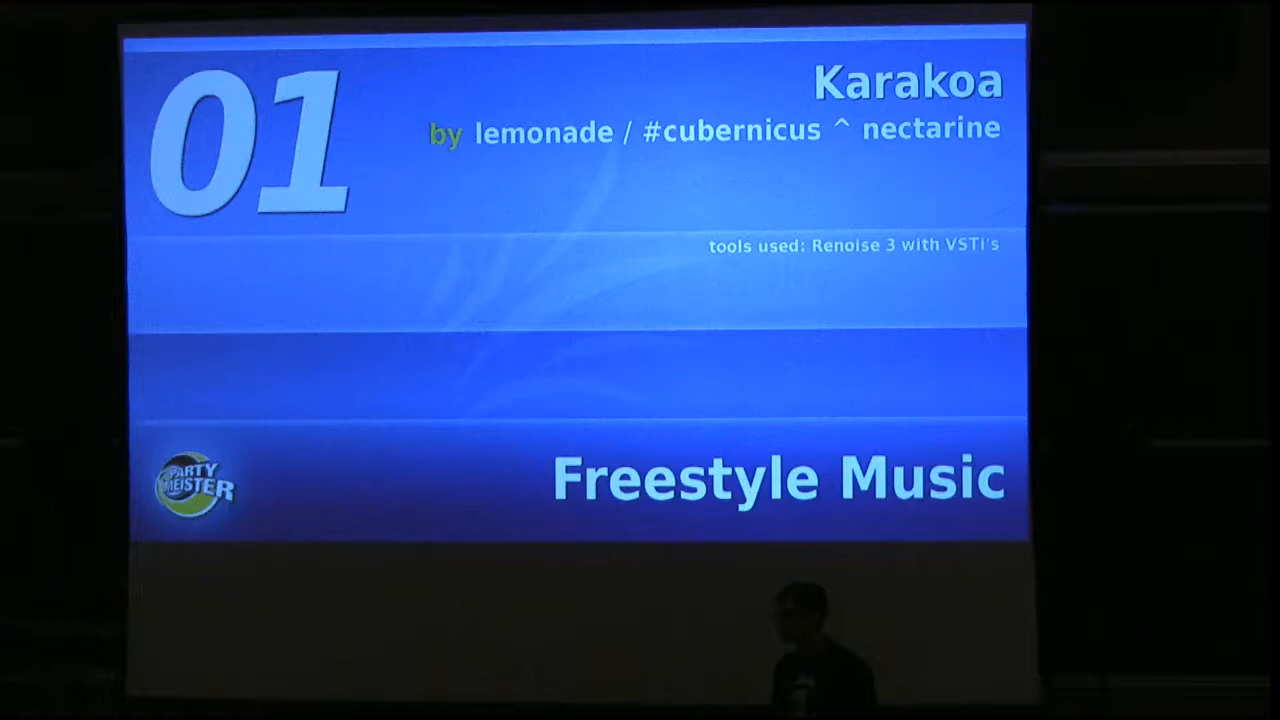 01
Karakoa
by lemonade / #cubernicus ^ nectarine
tools used: Renoise 3 with VSTi's
PARTY
MEISTER
Freestyle Music